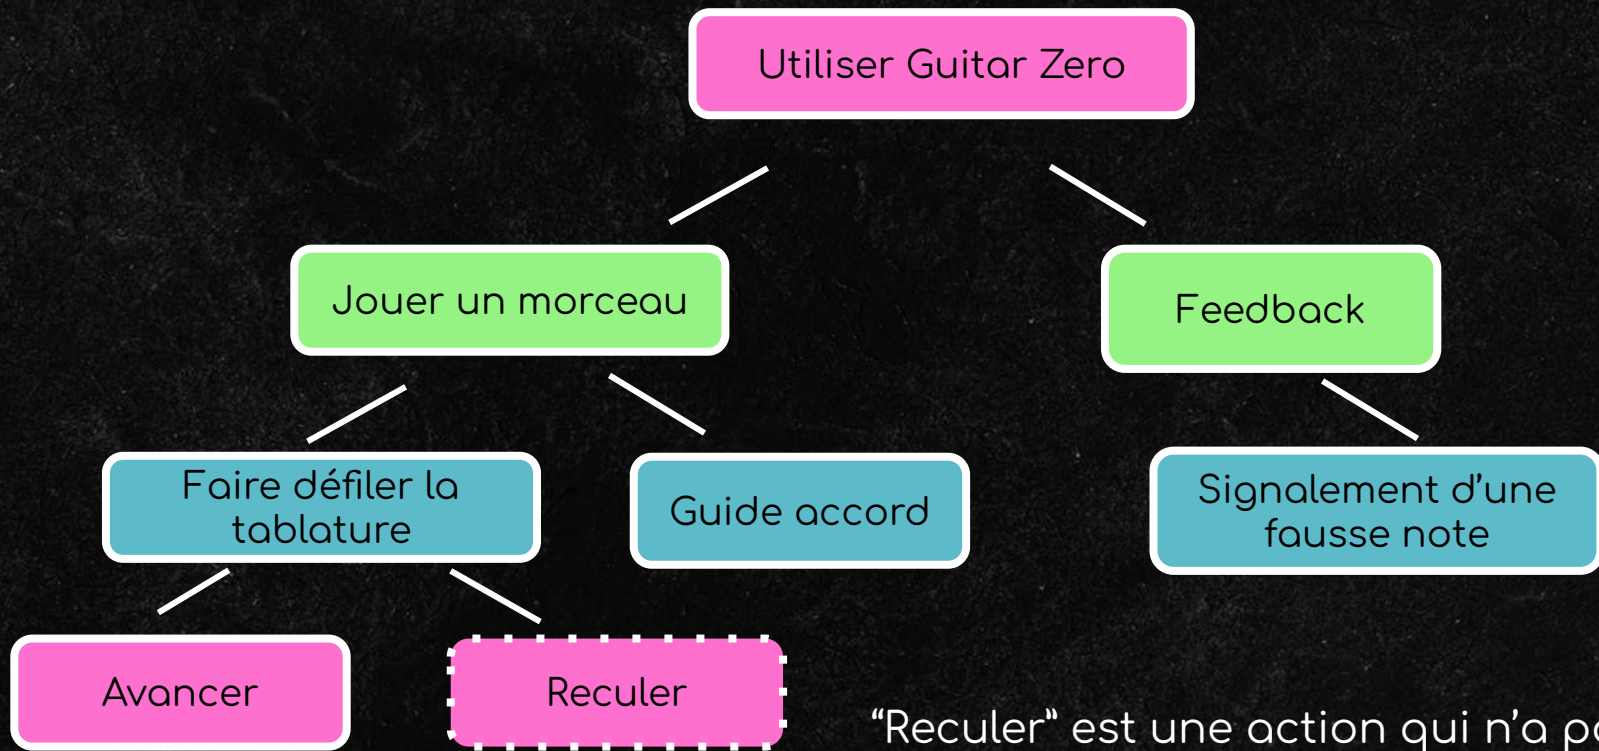 Utiliser Guitar Zero
Jouer un morceau
Feedback
Faire défiler la
tablature
Guide accord
Signalement d’une
fausse note
Avancer
Reculer
“Reculer” est une action qui n’a